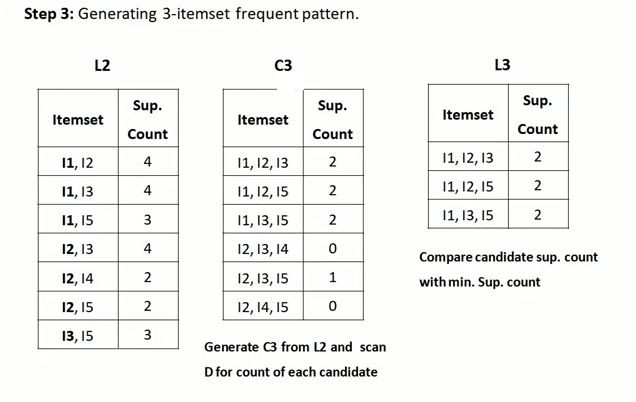 Step 3: Generating 3-itemset frequent pattern.
L2
Itemset Sup. Count
I1, I2 4
I1, I3 4
I1, I5 3
I2, I3 4
I2, I4 2
I2, I5 2
I3, I5 3
C3
Itemset Sup. Count
I1, I2, I3 2
I1, I2, I5 2
I1, I3, I5 2
I2, I3, I4 0
I2, I3, I5 1
I2, I4, I5 0
Generate C3 from L2 and scan
D for count of each candidate
L3
Itemset Sup. Count
I1, I2, I3 2
I1, I2, I5 2
I1, I3, I5 2
Compare candidate sup. count
with min. Sup. count